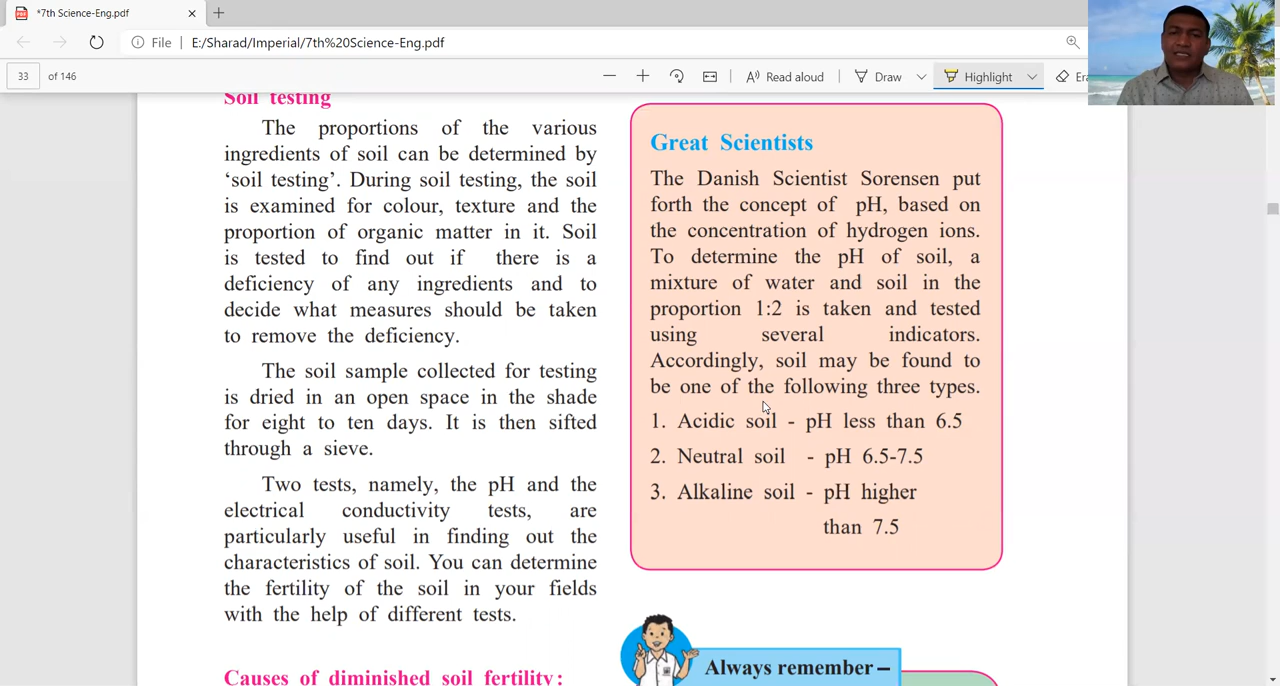 *7th Science-Eng.pdf
File | E:/Sharad/Imperial/7th%20Science-Eng.pdf
33 of 146
Read aloud
Draw
Highlight
Soil testing
The proportions of the various
ingredients of soil can be determined by
‘soil testing’. During soil testing, the soil
is examined for colour, texture and the
proportion of organic matter in it. Soil
is tested to find out if there is a
deficiency of any ingredients and to
decide what measures should be taken
to remove the deficiency.
The soil sample collected for testing
is dried in an open space in the shade
for eight to ten days. It is then sifted
through a sieve.
Two tests, namely, the pH and the
electrical conductivity tests, are
particularly useful in finding out the
characteristics of soil. You can determine
the fertility of the soil in your fields
with the help of different tests.
Causes of diminished soil fertility:
Great Scientists
The Danish Scientist Sorensen put
forth the concept of pH, based on
the concentration of hydrogen ions.
To determine the pH of soil, a
mixture of water and soil in the
proportion 1:2 is taken and tested
using several indicators.
Accordingly, soil may be found to
be one of the following three types.
1. Acidic soil - pH less than 6.5
2. Neutral soil - pH 6.5-7.5
3. Alkaline soil - pH higher
than 7.5
Always remember –